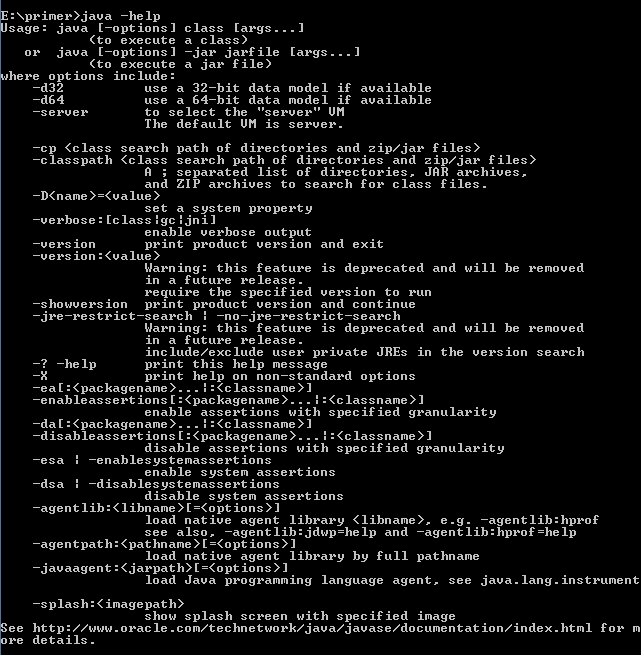 E:\primer>java -help
Usage: java [-options] class [args...]
           (to execute a class)
   or  java [-options] -jar jarfile [args...]
           (to execute a jar file)
where options include:
    -d32          use a 32-bit data model if available
    -d64          use a 64-bit data model if available
    -server       to select the "server" VM
                  The default VM is server.

    -cp <class search path of directories and zip/jar files>
    -classpath <class search path of directories and zip/jar files>
                  A ; separated list of directories, JAR archives,
                  and ZIP archives to search for class files.
    -D<name>=<value>
                  set a system property
    -verbose:[class|gc|jni]
                  enable verbose output
    -version      print product version and exit
    -version:<value>
                  Warning: this feature is deprecated and will be removed
                  in a future release.
                  require the specified version to run
    -showversion  print product version and continue
    -jre-restrict-search | -no-jre-restrict-search
                  Warning: this feature is deprecated and will be removed
                  in a future release.
                  include/exclude user private JREs in the version search
    -? -help      print this help message
    -X            print help on non-standard options
    -ea[:<packagename>...|:<classname>]
    -enableassertions[:<packagename>...|:<classname>]
                  enable assertions with specified granularity
    -da[:<packagename>...|:<classname>]
    -disableassertions[:<packagename>...|:<classname>]
                  disable assertions with specified granularity
    -esa | -enablesystemassertions
                  enable system assertions
    -dsa | -disablesystemassertions
                  disable system assertions
    -agentlib:<libname>[=<options>]
                  load native agent library <libname>, e.g. -agentlib:hprof
                  see also, -agentlib:jdwp=help and -agentlib:hprof=help
    -agentpath:<pathname>[=<options>]
                  load native agent library by full pathname
    -javaagent:<jarpath>[=<options>]
                  load Java programming language agent, see java.lang.instrument

    -splash:<imagepath>
                  show splash screen with specified image
See http://www.oracle.com/technetwork/java/javase/documentation/index.html for m
ore details.